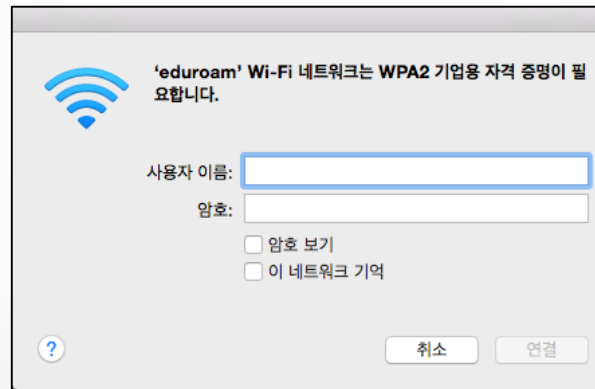 'eduroam' Wi-Fi 네트워크는 WPA2 기업용 자격 증명이 필
요합니다.
사용자 이름:
암호:
암호 보기
이 네트워크 기억
?
취소
연결